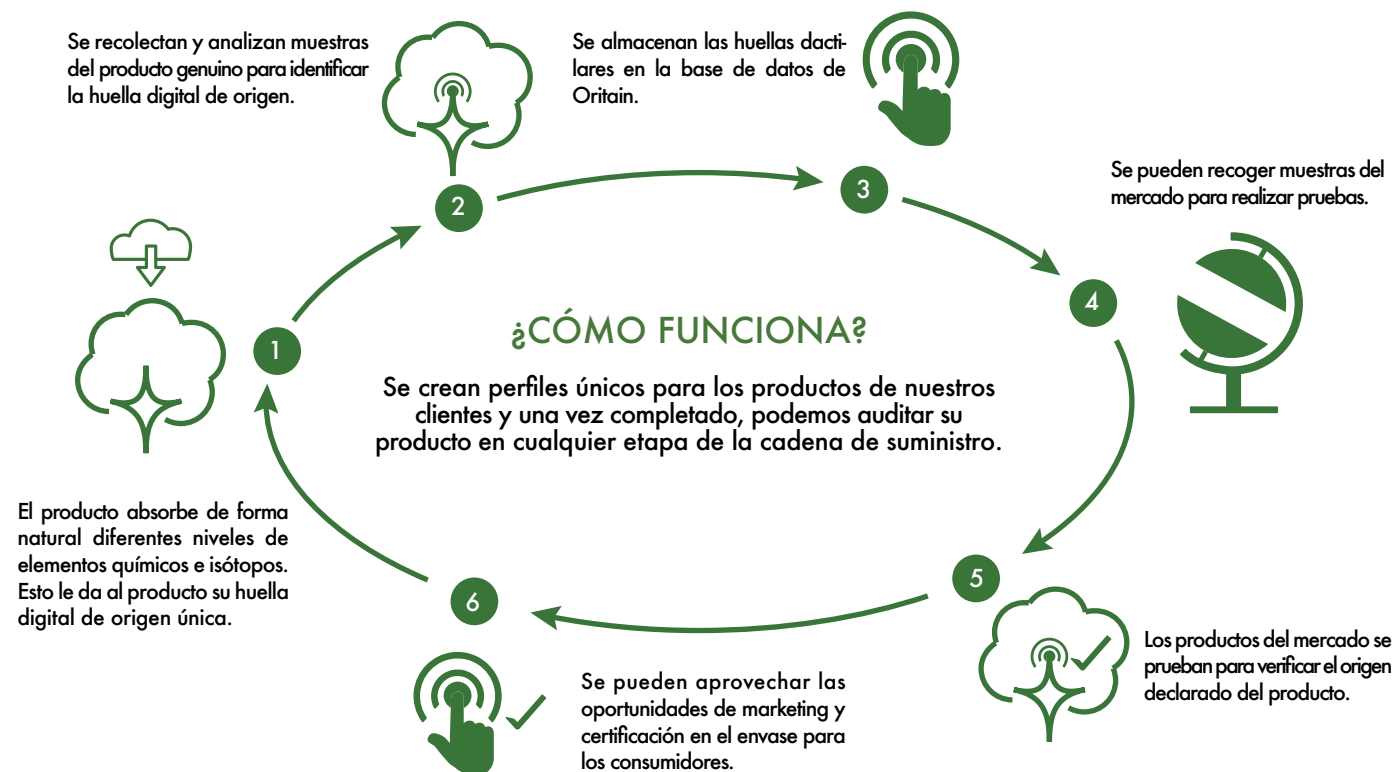 Se recolectan y analizan muestras
del producto genuino para identificar
la huella digital de origen.
Se almacenan las huellas dacti-
lares en la base de datos de
Oritain.
Se pueden recoger muestras del
mercado para realizar pruebas.
2
3
4
1
¿CÓMO FUNCIONA?
Se crean perfiles únicos para los productos de nuestros
clientes y una vez completado, podemos auditar su
producto en cualquier etapa de la cadena de suministro.
El producto absorbe de forma
natural diferentes niveles de
elementos químicos e isótopos.
Esto le da al producto su huella
digital de origen única.
5
6
Los productos del mercado se
prueban para verificar el origen
declarado del producto.
Se pueden aprovechar las
oportunidades de marketing y
certificación en el envase para
los consumidores.